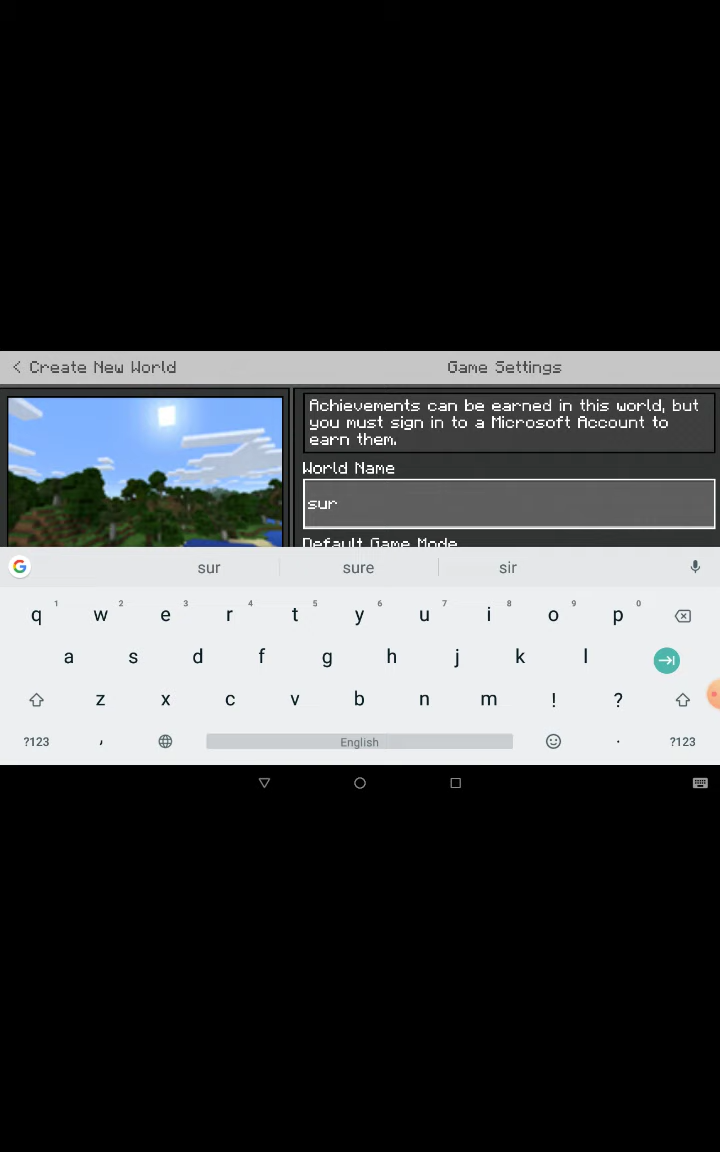 < Create New World
Game Settings
Achievements can be earned in this world, but
you must sign in to a Microsoft Account to
earn them.
World Name
sur
Default Game Mode
G sur sure sir
q 1 w 2 e 3 r 4 t 5 y 6 u 7 i 8 o 9 p 0
a s d f g h j k l
z x c v b n m ! ?
?123 , English . ?123